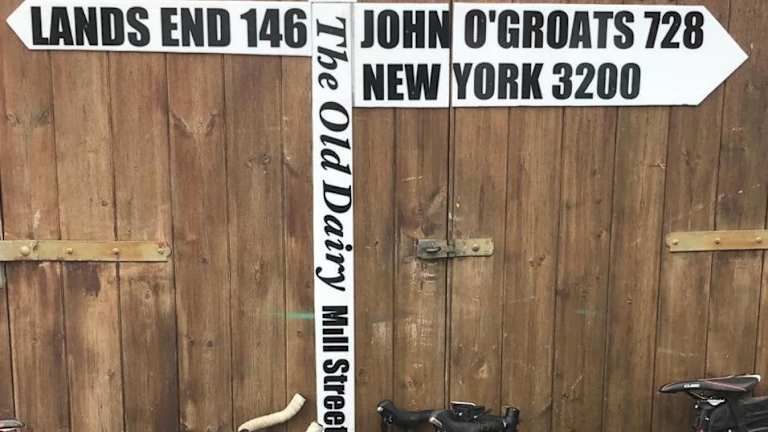 LANDS END 146
JOHN O'GROATS 728
NEW YORK 3200
The Old Dairy Mill Street